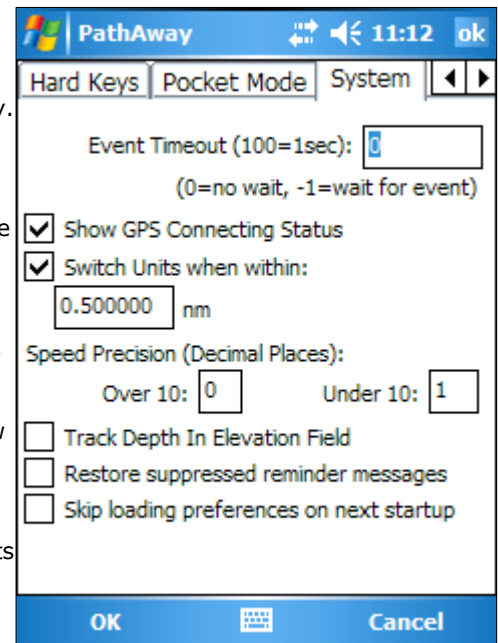 PathAway 11:12 ok
Hard Keys Pocket Mode System
y.
Event Timeout (100=1sec): 0
(0=no wait, -1=wait for event)
e
Show GPS Connecting Status
Switch Units when within:
0.500000 nm
Speed Precision (Decimal Places):
Over 10: 0 Under 10: 1
Track Depth In Elevation Field
Restore suppressed reminder messages
Skip loading preferences on next startup
ts
OK Cancel